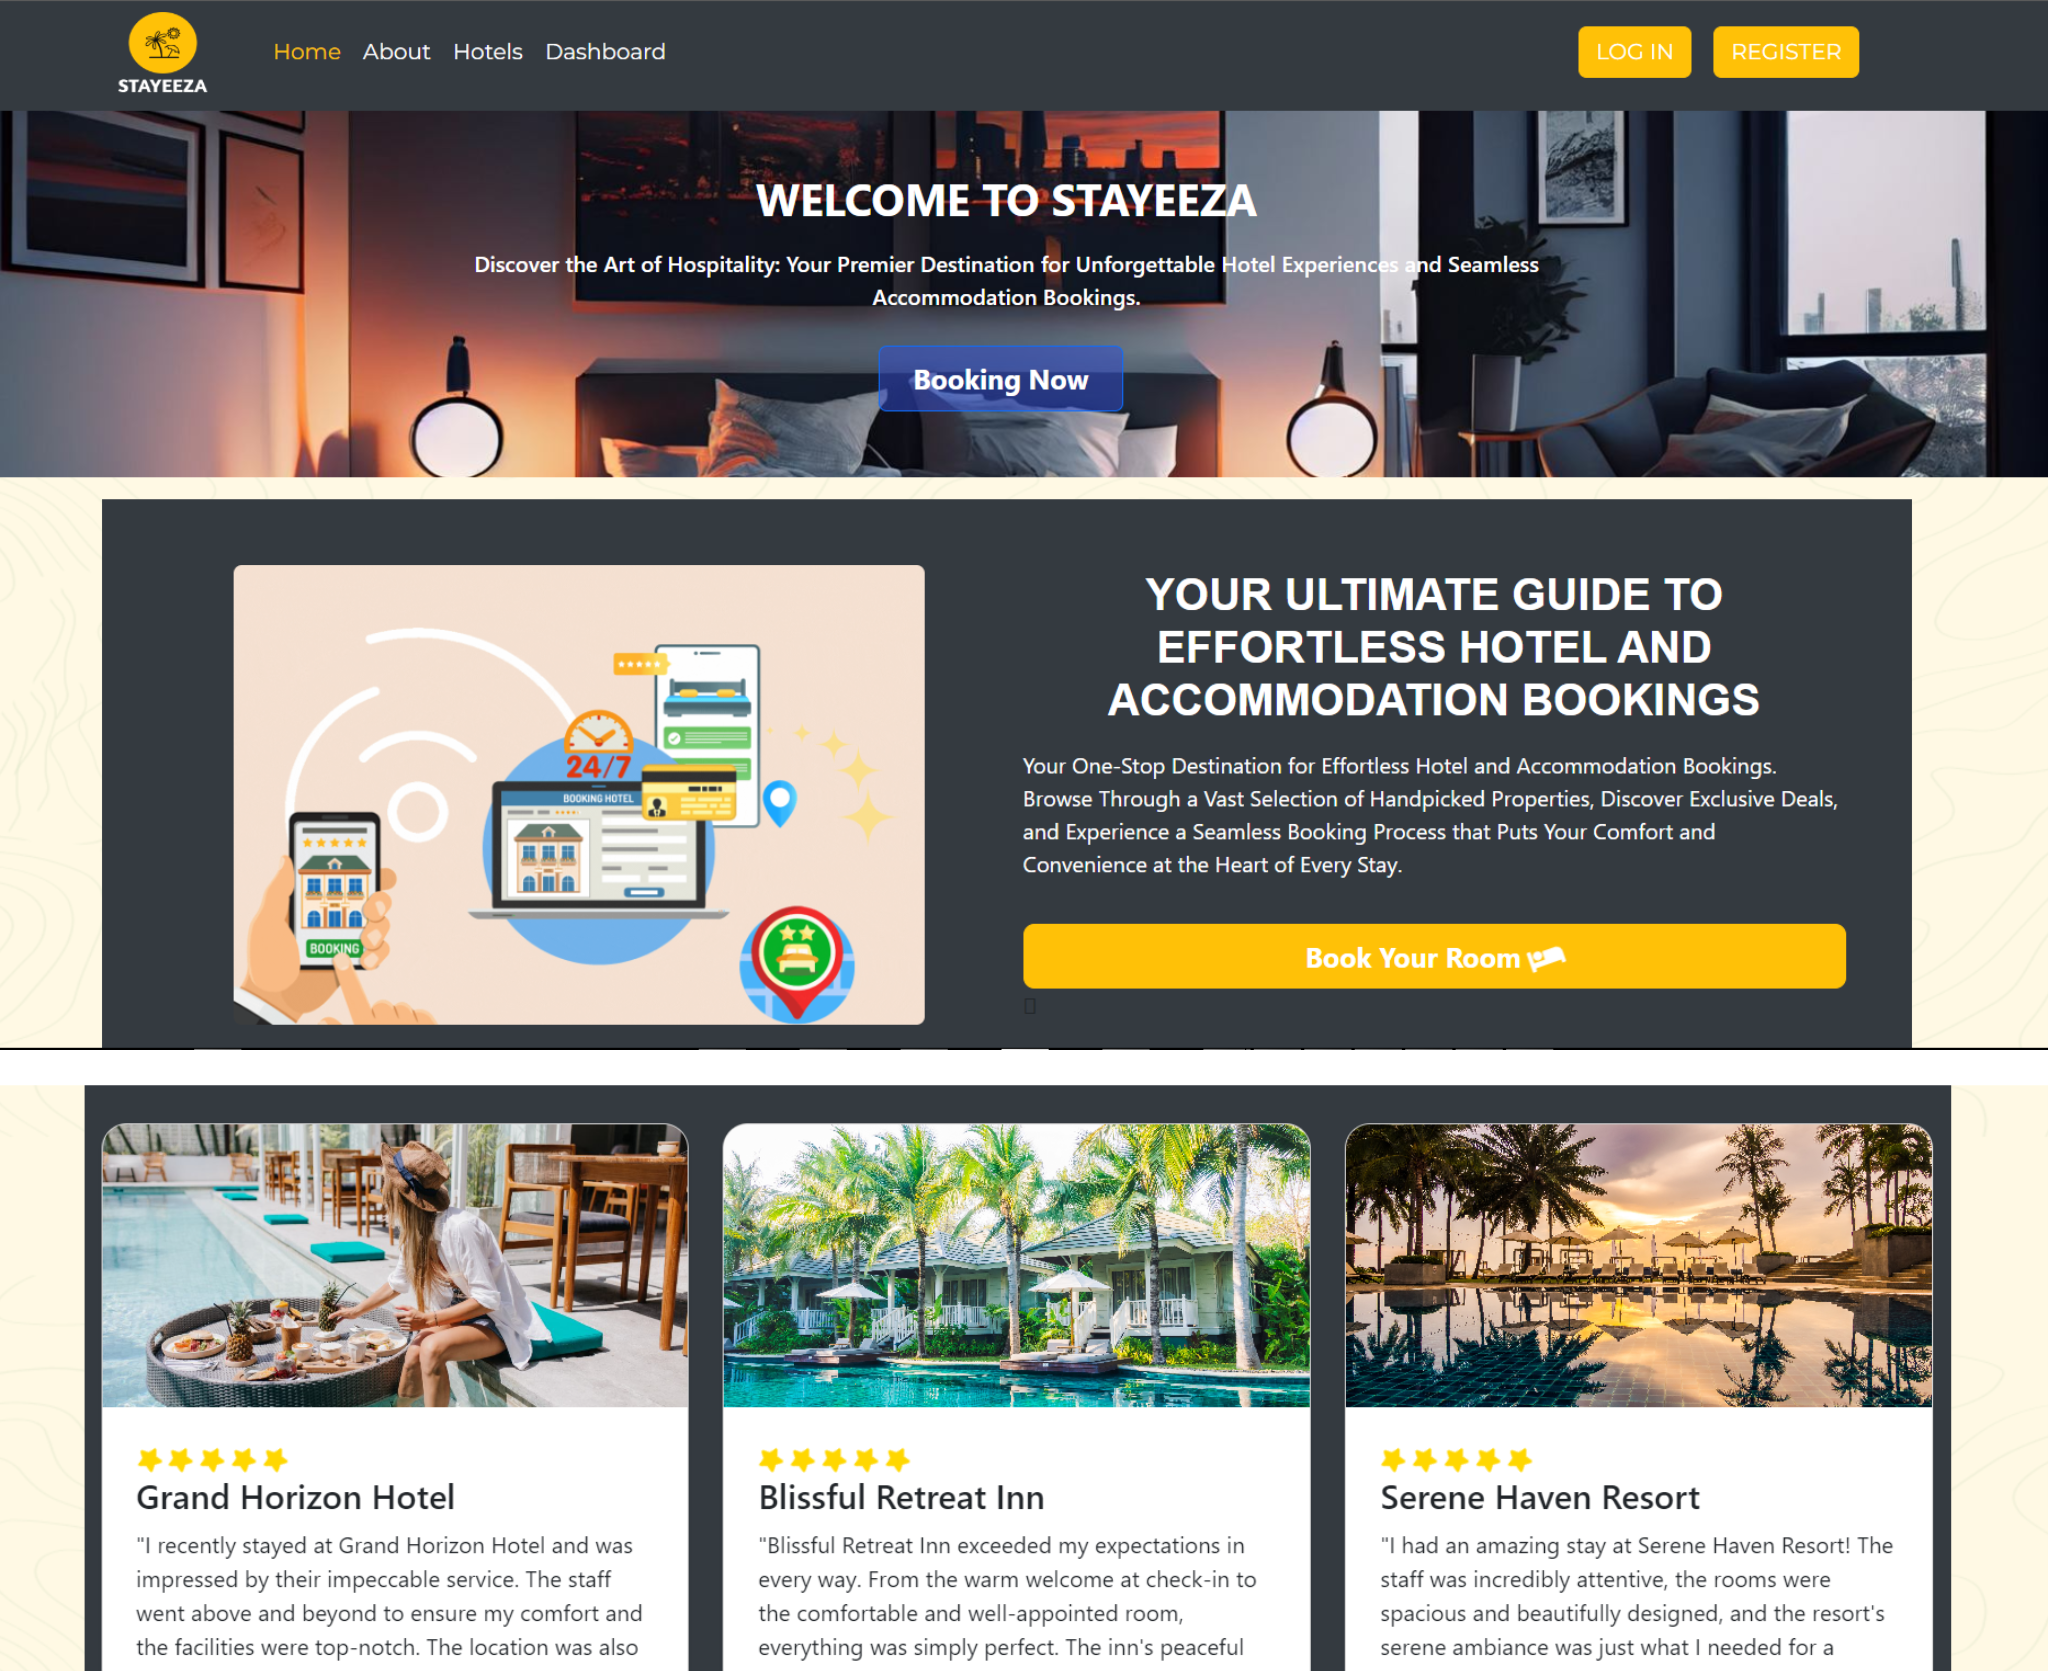 STAYEEZA
Home About Hotels Dashboard
LOG IN REGISTER
WELCOME TO STAYEEZA
Discover the Art of Hospitality: Your Premier Destination for Unforgettable Hotel Experiences and Seamless
Accommodation Bookings.
Booking Now
24/7
BOOKING HOTEL
BOOKING
YOUR ULTIMATE GUIDE TO
EFFORTLESS HOTEL AND
ACCOMMODATION BOOKINGS
Your One-Stop Destination for Effortless Hotel and Accommodation Bookings.
Browse Through a Vast Selection of Handpicked Properties, Discover Exclusive Deals,
and Experience a Seamless Booking Process that Puts Your Comfort and
Convenience at the Heart of Every Stay.
Book Your Room
Grand Horizon Hotel
"I recently stayed at Grand Horizon Hotel and was
impressed by their impeccable service. The staff
went above and beyond to ensure my comfort and
the facilities were top-notch. The location was also
Blissful Retreat Inn
"Blissful Retreat Inn exceeded my expectations in
every way. From the warm welcome at check-in to
the comfortable and well-appointed room,
everything was simply perfect. The inn's peaceful
Serene Haven Resort
"I had an amazing stay at Serene Haven Resort! The
staff was incredibly attentive, the rooms were
spacious and beautifully designed, and the resort's
serene ambiance was just what I needed for a